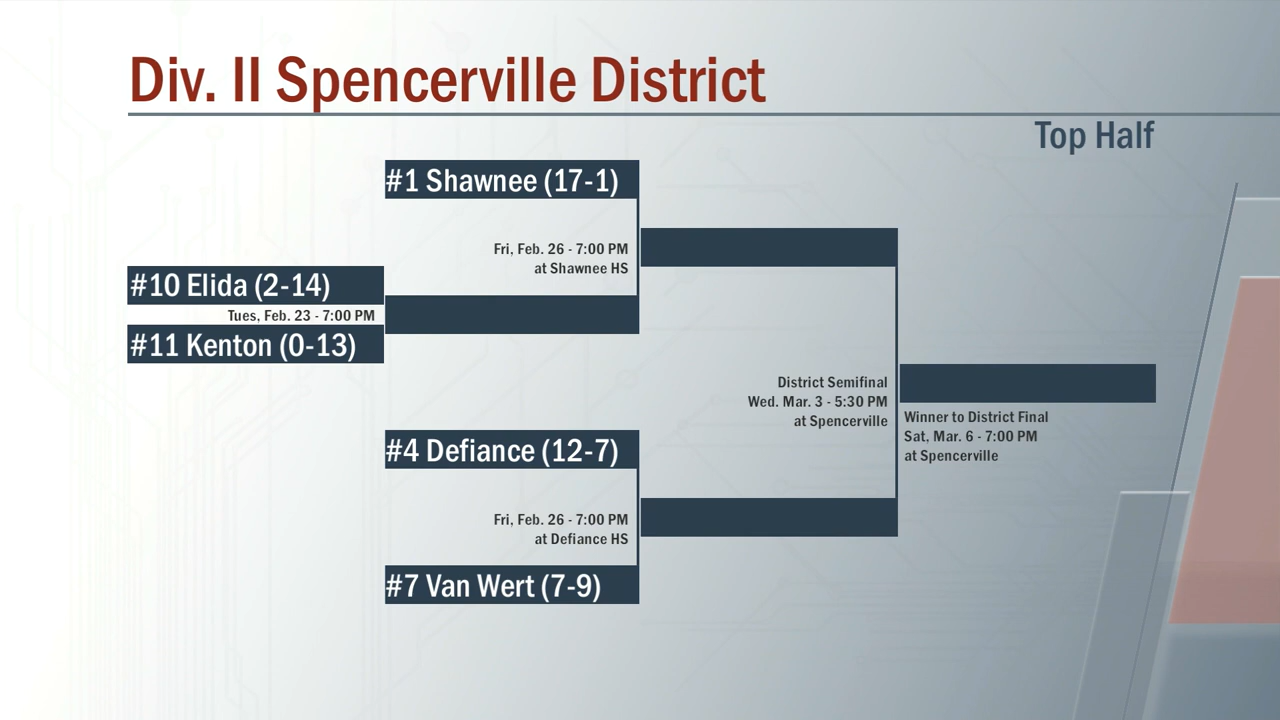 Div. II Spencerville District
Top Half
#1 Shawnee (17-1)
Fri, Feb. 26 - 7:00 PM
at Shawnee HS
#10 Elida (2-14)
Tues, Feb. 23 - 7:00 PM
#11 Kenton (0-13)
District Semifinal
Wed. Mar. 3 - 5:30 PM
at Spencerville
Winner to District Final
Sat, Mar. 6 - 7:00 PM
at Spencerville
#4 Defiance (12-7)
Fri, Feb. 26 - 7:00 PM
at Defiance HS
#7 Van Wert (7-9)